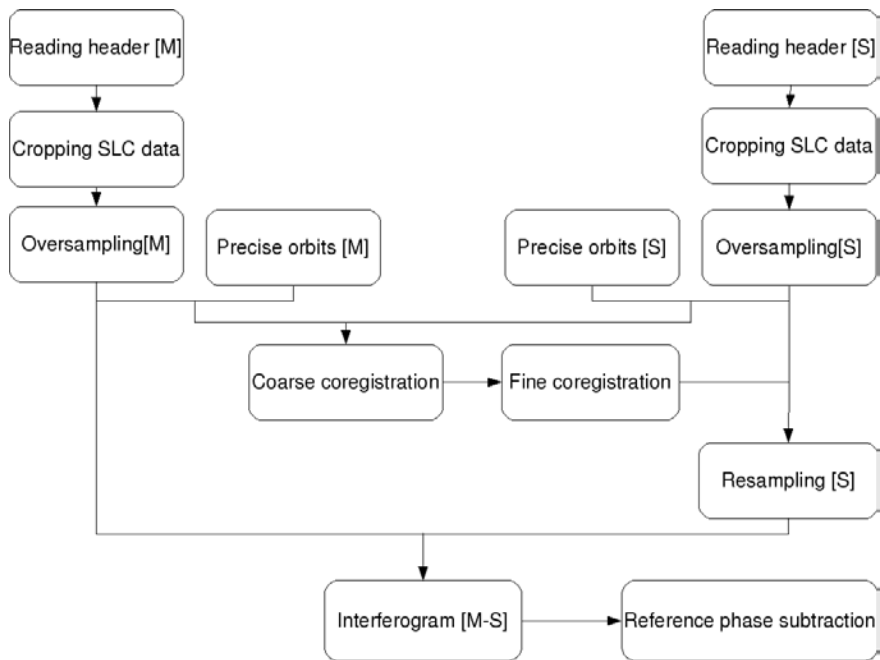 Reading header [M]
Reading header [S]
Cropping SLC data
Cropping SLC data
Oversampling[M]
Precise orbits [M]
Precise orbits [S]
Oversampling[S]
Coarse coregistration
Fine coregistration
Resampling [S]
Interferogram [M-S]
Reference phase subtraction